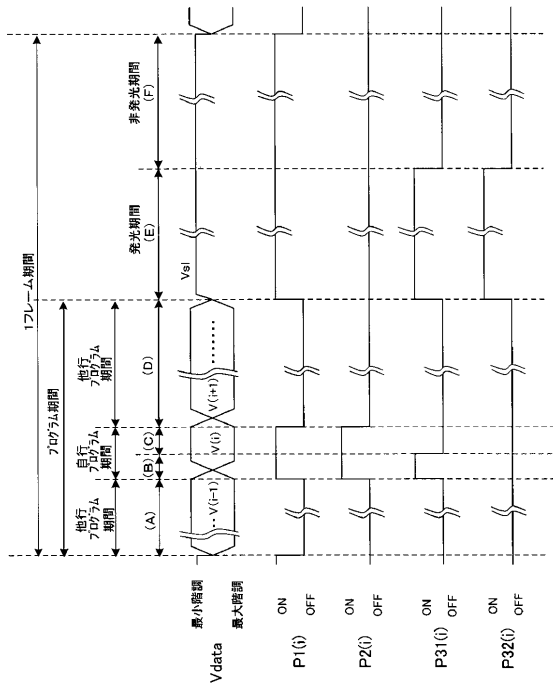 1フレーム期間
プログラム期間
他行
プログラム
期間
自行
プログラム
期間
他行
プログラム
期間
発光期間
(E)
非発光期間
(F)
(A)
(B)
(C)
(D)
最小階調
Vdata
最大階調
… V(i−1)
V(i)
V(i+1)
········
Vsl
ON
P1(i)
OFF
ON
P2(i)
OFF
ON
P31(i)
OFF
ON
P32(i)
OFF